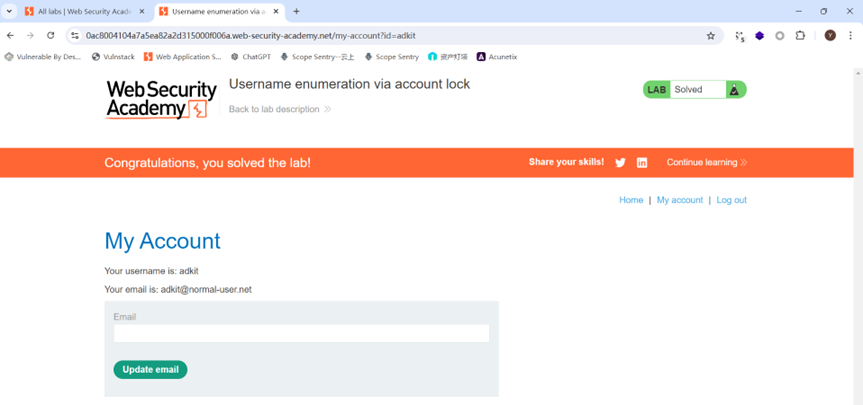 All labs | Web Security Acade
Username enumeration via a
0ac8004104a7a5ea82a2d315000f006a.web-security-academy.net/my-account?id=adkit
Vulnerable By Des... Vulnstack Web Application S... ChatGPT Scope Sentry--云上 Scope Sentry 资产灯塔 Acunetix
Web Security Academy
Username enumeration via account lock
Back to lab description
LAB Solved
Congratulations, you solved the lab!
Share your skills! Continue learning
Home | My account | Log out
My Account
Your username is: adkit
Your email is: adkit@normal-user.net
Email
Update email